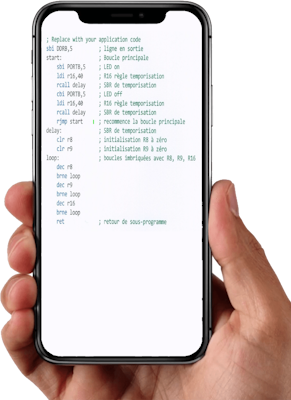 ; Replace with your application code
sbi DDRB,5 ; ligne en sortie
start: ; Boucle principale
sbi PORTB,5 ; LED on
ldi r16,40 ; R16 règle temporisation
rcall delay ; SBR de temporisation
cbi PORTB,5 ; LED off
ldi r16,40 ; R16 règle temporisation
rcall delay ; SBR de temporisation
rjmp start ; recommence la boucle principale
delay: ; SBR de temporisation
clr r8 ; initialisation R8 à zéro
clr r9 ; initialisation R9 à zéro
loop: ; boucles imbriquées avec R8, R9, R16
dec r8
brne loop
dec r9
brne loop
dec r16
brne loop
ret ; retour de sous-programme